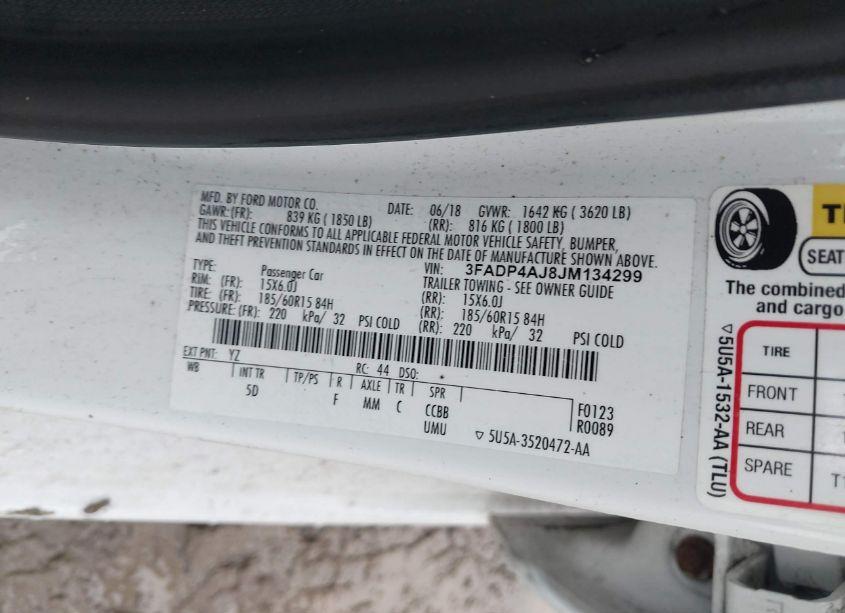 MFD. BY FORD MOTOR CO. DATE: 06/18 GVWR: 1642 KG ( 3620 LB)
GAWR: (FR): 839 KG ( 1850 LB) (RR): 816 KG ( 1800 LB)
THIS VEHICLE CONFORMS TO ALL APPLICABLE FEDERAL MOTOR VEHICLE SAFETY, BUMPER,
AND THEFT PREVENTION STANDARDS IN EFFECT ON THE DATE OF MANUFACTURE SHOWN ABOVE.
VIN: 3FADP4AJ8JM134299
TYPE: Passenger Car TRAILER TOWING - SEE OWNER GUIDE
RIM: (FR): 15X6.0J (RR): 15X6.0J
TIRE: (FR): 185/60R15 84H (RR): 185/60R15 84H
PRESSURE: (FR): 220 kPa/ 32 PSI COLD (RR): 220 kPa/ 32 PSI COLD
EXT PNT: YZ RC: 44 DSO:
WB INT TR TP/PS R AXLE TR SPR
5D F MM C CCBB F0123
UMU R0089
▽ 5U5A-3520472-AA
SEAT
The combined
and cargo
TIRE
FRONT
REAR
SPARE
▽5U5A-1532-AA (TLU)